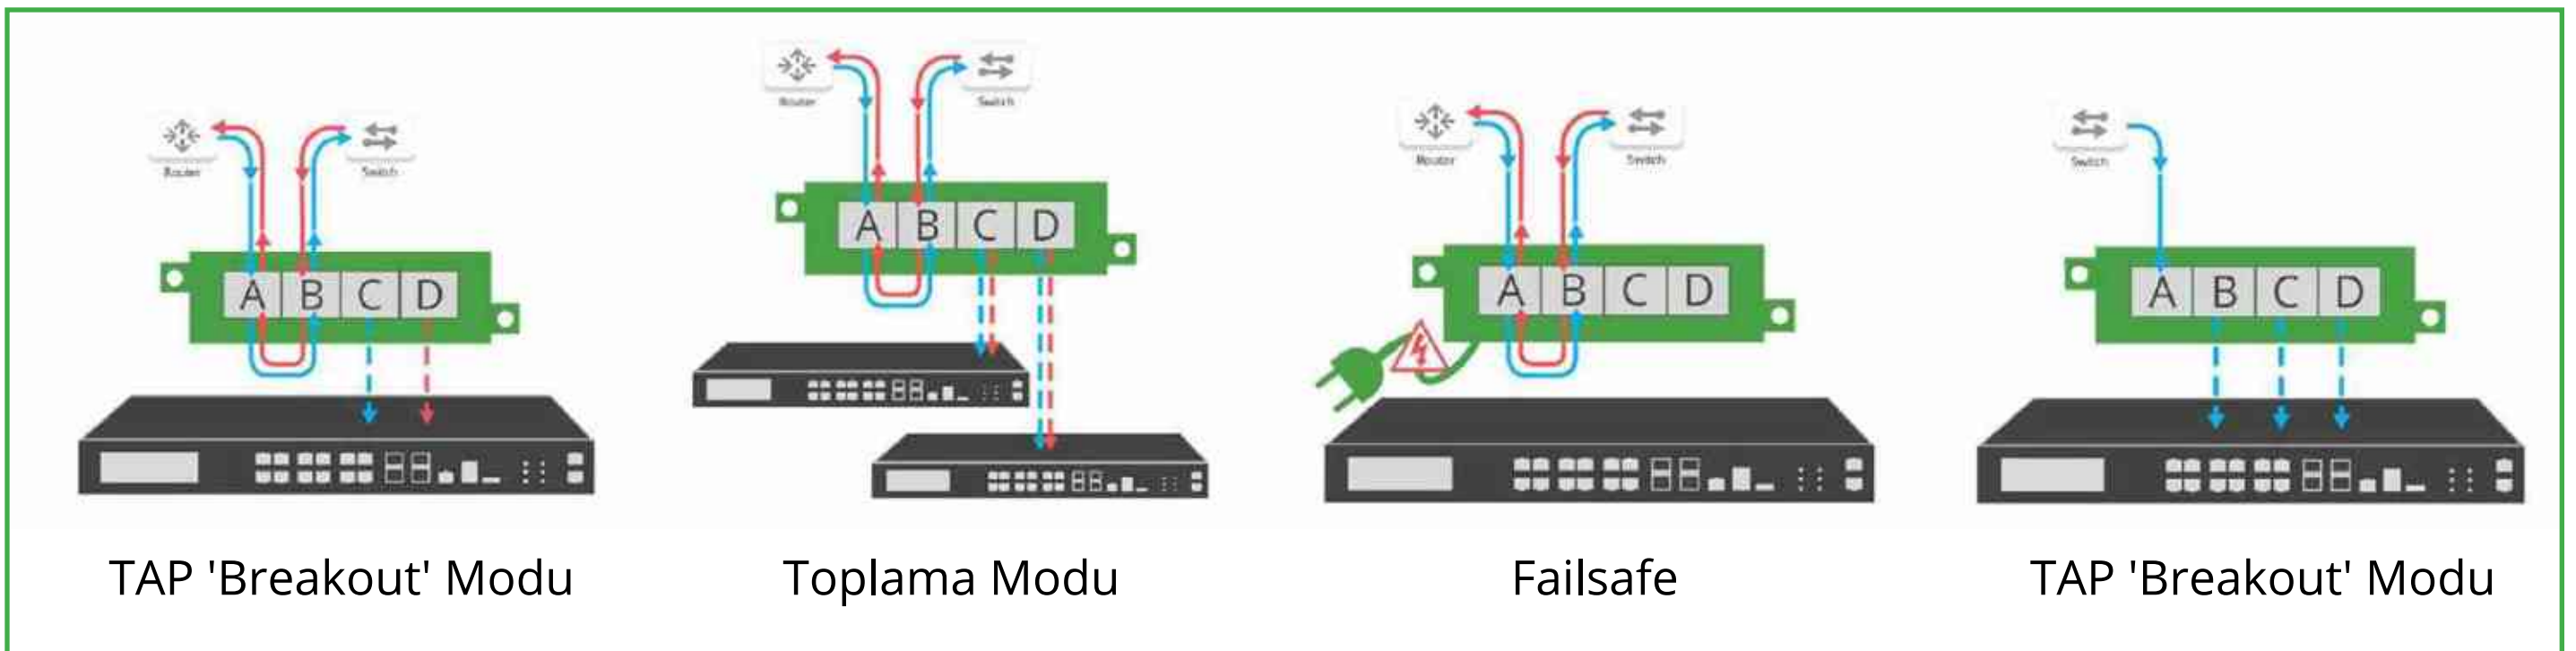 Router
Switch
A B C D
TAP 'Breakout' Modu
Router
Switch
A B C D
Toplama Modu
Router
Switch
A B C D
Failsafe
Switch
A B C D
TAP 'Breakout' Modu